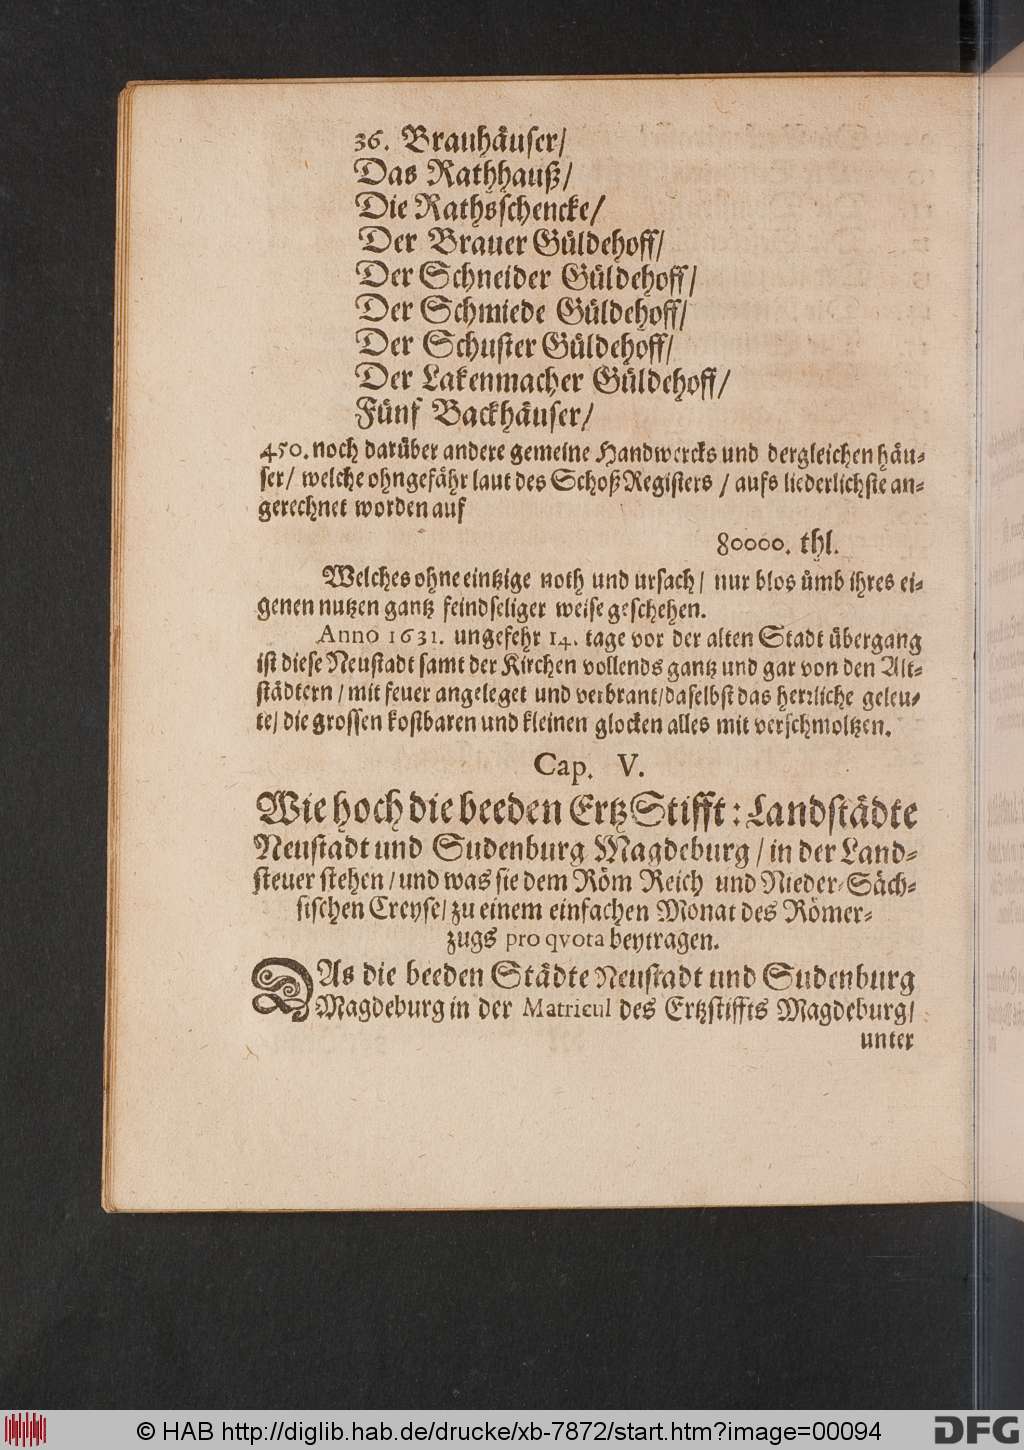 36. Brauhäuser/
Das Rathhauß/
Die Rathsschencke/
Der Brauer Güldehoff/
Der Schneider Güldehoff/
Der Schmiede Güldehoff/
Der Schuster Güldehoff/
Der Lakenmacher Güldehoff/
Fünf Backhäuser/
450. noch darüber andere gemeine Handwercks und dergleichen häu-
ser/ welche ohngefähr laut des Schoß Registers / aufs liederlichste an-
gerechnet worden auf
80000. thl.
Welches ohne eintzige noth und ursach/ nur blos ümb ihres ei-
genen nutzen gantz feindseliger weise geschehen.
Anno 1631. ungefehr 14. tage vor der alten Stadt übergang
ist diese Neustadt samt der Kirchen vollends gantz und gar von den Alt-
städtern / mit feuer angeleget und verbrant/ daselbst das herrliche geleu-
te/ die grossen kostbaren und kleinen glocken alles mit verschmoltzen.
Cap. V.
Wie hoch die beeden Ertz Stifft: Landstädte
Neustadt und Sudenburg Magdeburg / in der Land-
steuer stehen / und was sie dem Röm Reich und Nieder-Säch-
sischen Creyse/ zu einem einfachen Monat des Römer-
zugs pro qvota beytragen.
DAs die beeden Städte Neustadt und Sudenburg
Magdeburg in der Matricul des Ertzstiffts Magdeburg/
unter
© HAB http://diglib.hab.de/drucke/xb-7872/start.htm?image=00094
DFG